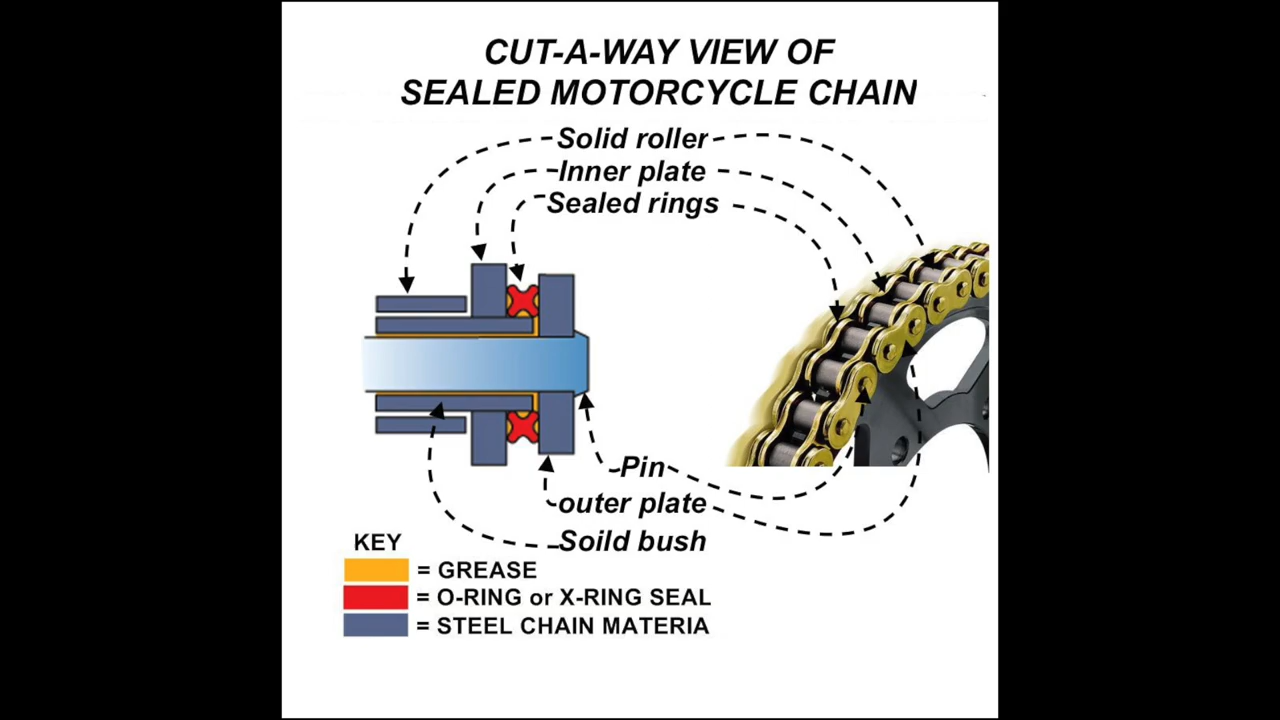 CUT-A-WAY VIEW OF
SEALED MOTORCYCLE CHAIN
Solid roller
Inner plate
Sealed rings
Pin
outer plate
Soild bush
KEY
= GREASE
= O-RING or X-RING SEAL
= STEEL CHAIN MATERIA